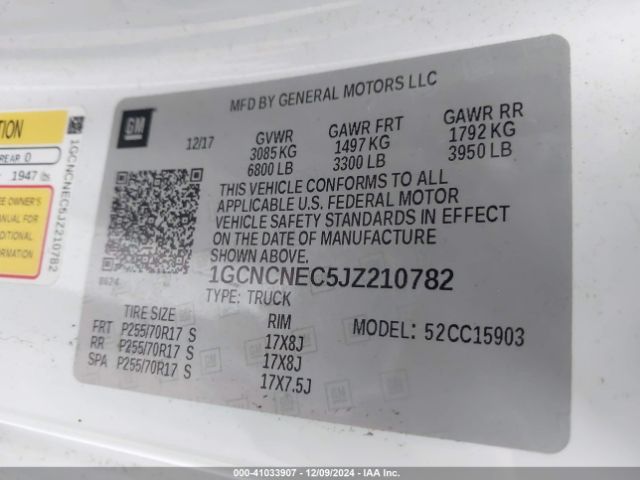 MFD BY GENERAL MOTORS LLC
GM
12/17
GVWR GAWR FRT GAWR RR
3085 KG 1497 KG 1792 KG
6800 LB 3300 LB 3950 LB
THIS VEHICLE CONFORMS TO ALL
APPLICABLE U.S. FEDERAL MOTOR
VEHICLE SAFETY STANDARDS IN EFFECT
ON THE DATE OF MANUFACTURE
SHOWN ABOVE.
1GCNCNEC5JZ210782
TYPE: TRUCK
TIRE SIZE RIM MODEL: 52CC15903
FRT P255/70R17 S 17X8J
RR P255/70R17 S 17X8J
SPA P255/70R17 S 17X7.5J
REAR 0
1947 lbs
OWNER'S
MANUAL FOR
1GCNCNEC5JZ210782
000-41033907 - 12/09/2024 - IAA Inc.